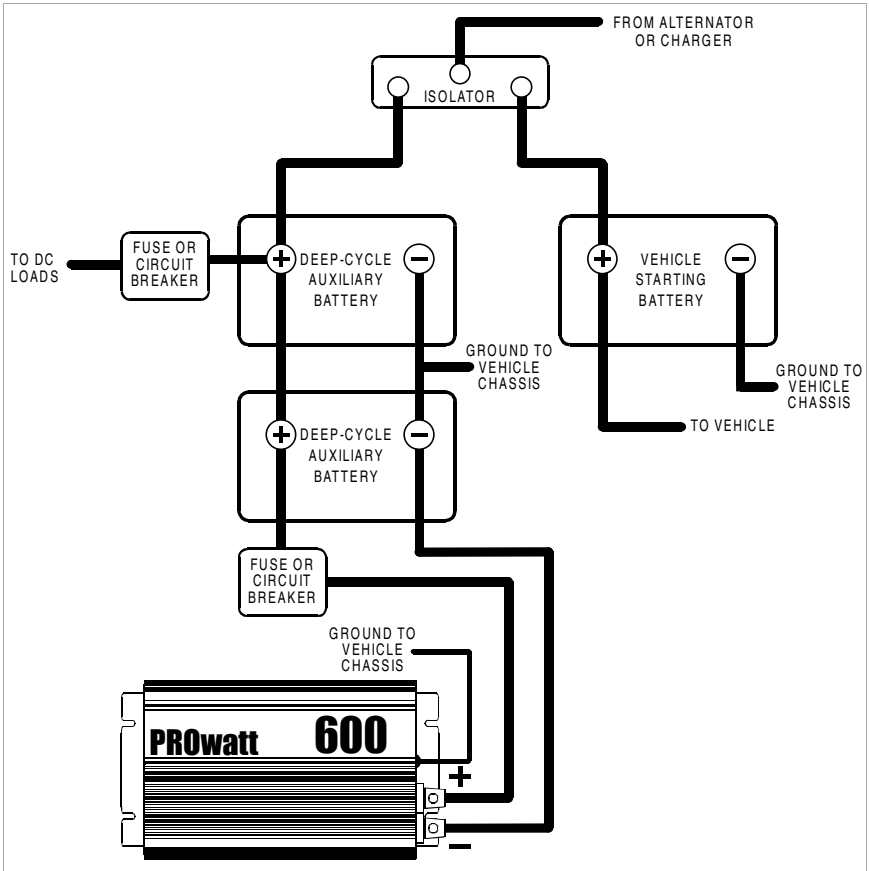 FROM ALTERNATOR
OR CHARGER
ISOLATOR
TO DC
LOADS
FUSE OR
CIRCUIT
BREAKER
+
DEEP-CYCLE
AUXILIARY
BATTERY
−
+
VEHICLE
STARTING
BATTERY
−
GROUND TO
VEHICLE
CHASSIS
GROUND TO
VEHICLE
CHASSIS
TO VEHICLE
+
DEEP-CYCLE
AUXILIARY
BATTERY
−
FUSE OR
CIRCUIT
BREAKER
GROUND TO
VEHICLE
CHASSIS
PROwatt 600
+
−